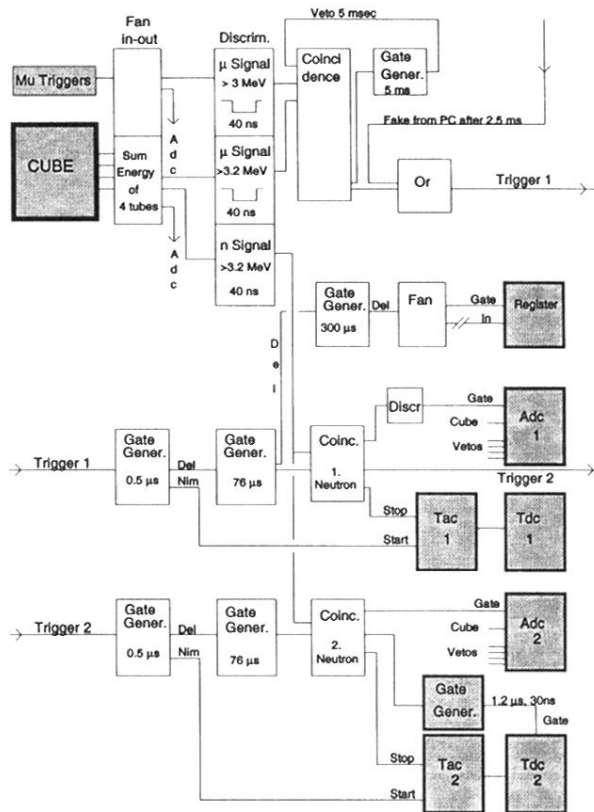 Fan
in-out
Discrim.
Veto 5 msec
Mu Triggers
μ Signal
> 3 MeV
40 ns
Coinci
dence
Gate
Gener.
5 ms
Fake from PC after 2.5 ms
A
d
c
CUBE
Sum
Energy
of
4 tubes
μ Signal
>3.2 MeV
40 ns
Or
Trigger 1
A
d
c
n Signal
>3.2 MeV
40 ns
Gate
Gener.
300 μs
Del
Fan
Gate
In
Register
D
e
l
Trigger 1
Gate
Gener.
0.5 μs
Del
Nim
Gate
Gener.
76 μs
Coinc.
1.
Neutron
Discr
Gate
Cube
Vetos
Adc
1
Trigger 2
Stop
Start
Tac
1
Tdc
1
Trigger 2
Gate
Gener.
0.5 μs
Del
Nim
Gate
Gener.
76 μs
Coinc.
2.
Neutron
Gate
Cube
Vetos
Adc
2
Gate
Gener.
1.2 μs, 30ns
Gate
Stop
Start
Tac
2
Tdc
2